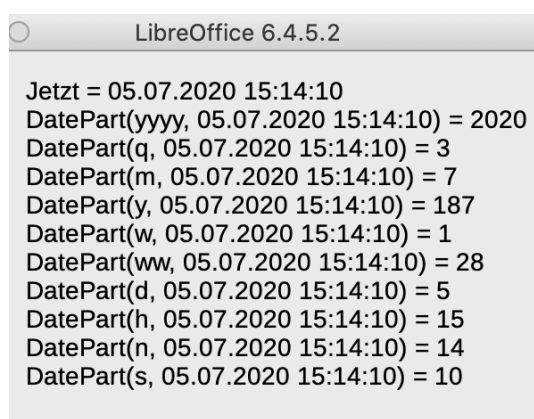 LibreOffice 6.4.5.2
Jetzt = 05.07.2020 15:14:10
DatePart(yyyy, 05.07.2020 15:14:10) = 2020
DatePart(q, 05.07.2020 15:14:10) = 3
DatePart(m, 05.07.2020 15:14:10) = 7
DatePart(y, 05.07.2020 15:14:10) = 187
DatePart(w, 05.07.2020 15:14:10) = 1
DatePart(ww, 05.07.2020 15:14:10) = 28
DatePart(d, 05.07.2020 15:14:10) = 5
DatePart(h, 05.07.2020 15:14:10) = 15
DatePart(n, 05.07.2020 15:14:10) = 14
DatePart(s, 05.07.2020 15:14:10) = 10